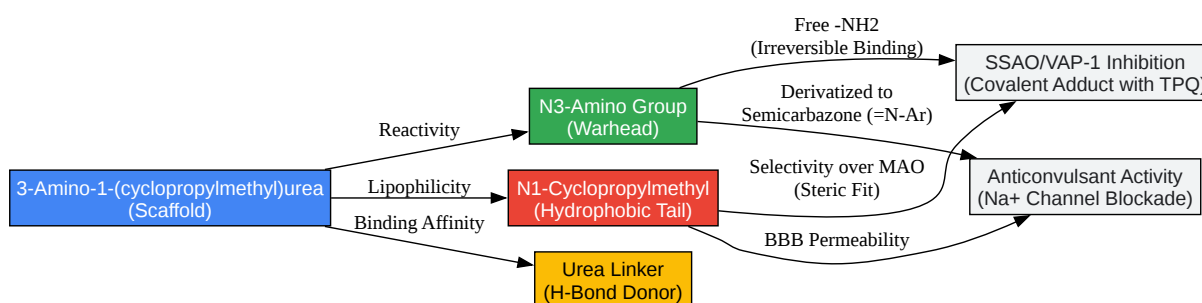 Free -NH2
(Irreversible Binding)
SSAO/VAP-1 Inhibition
(Covalent Adduct with TPQ)
N3-Amino Group
(Warhead)
Derivatized to
Semicarbazone (=N-Ar)
Reactivity
3-Amino-1-(cyclopropylmethyl)urea
(Scaffold)
Lipophilicity
N1-Cyclopropylmethyl
(Hydrophobic Tail)
Selectivity over MAO
(Steric Fit)
Anticonvulsant Activity
(Na+ Channel Blockade)
Binding Affinity
BBB Permeability
Urea Linker
(H-Bond Donor)